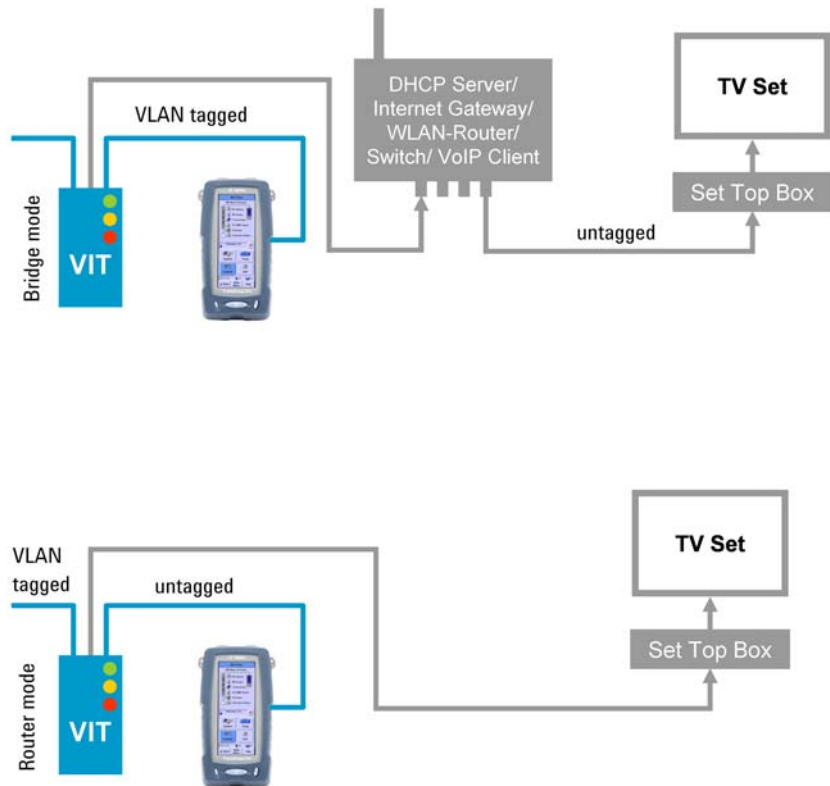 DHCP Server/
Internet Gateway/
WLAN-Router/
Switch/ VoIP Client
TV Set
VLAN tagged
Set Top Box
untagged
Bridge mode
VIT
TV Set
VLAN
tagged
untagged
Set Top Box
Router mode
VIT